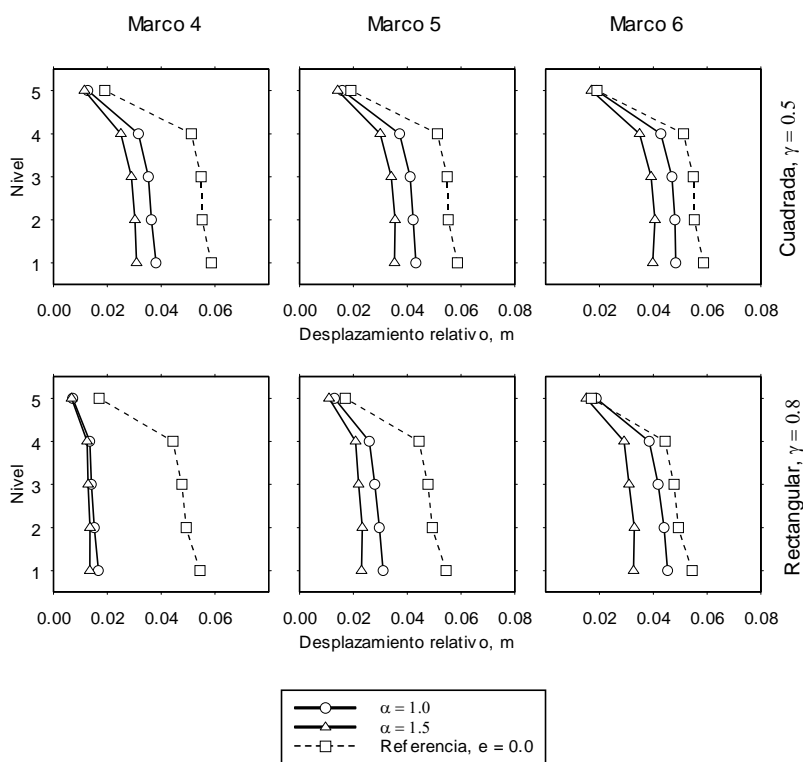 Marco 4 Marco 5 Marco 6
5
4
3
2
1
Nivel
0.00 0.02 0.04 0.06
0.00 0.02 0.04 0.06 0.08
0.00 0.02 0.04 0.06 0.08
Desplazamiento relativo, m
Cuadrada, γ = 0.5
5
4
3
2
1
Nivel
0.00 0.02 0.04 0.06
0.00 0.02 0.04 0.06 0.08
0.00 0.02 0.04 0.06 0.08
Desplazamiento relativo, m
Rectangular, γ = 0.8
α = 1.0
α = 1.5
Referencia, e = 0.0